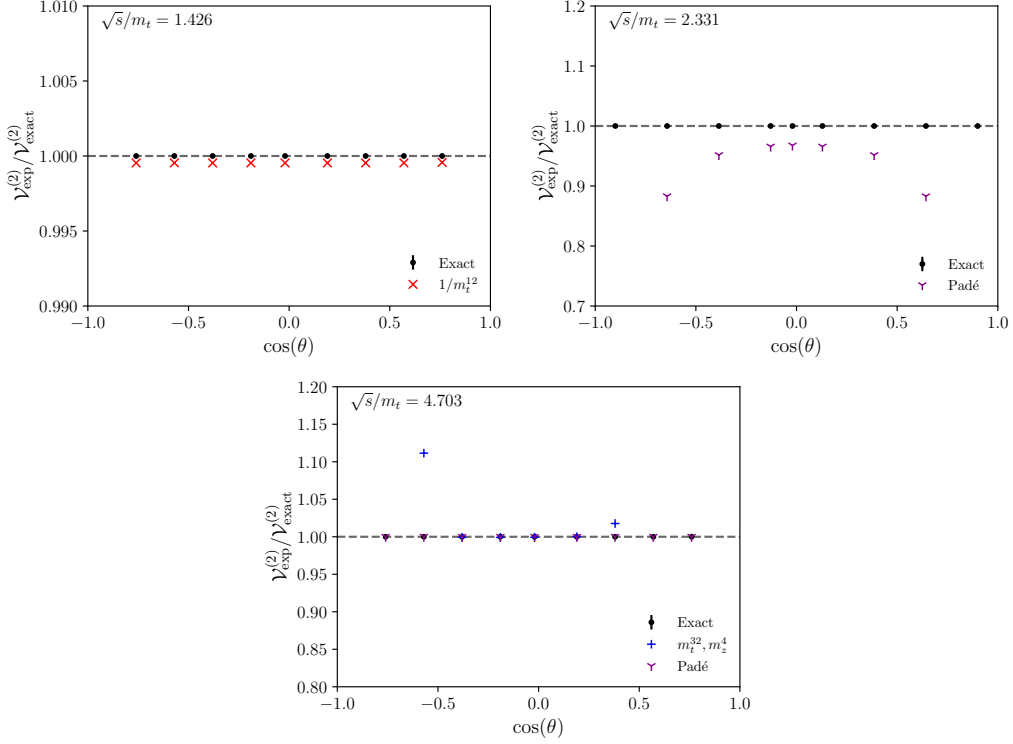 √s/m_t = 1.426
1.010
1.005
1.000
0.995
0.990
V_exp^(2)/V_exact^(2)
Exact
1/m_t^12
−1.0 −0.5 0.0 0.5 1.0
cos(θ)
√s/m_t = 2.331
1.2
1.1
1.0
0.9
0.8
0.7
V_exp^(2)/V_exact^(2)
Exact
Padé
−1.0 −0.5 0.0 0.5 1.0
cos(θ)
√s/m_t = 4.703
1.20
1.15
1.10
1.05
1.00
0.95
0.90
0.85
0.80
V_exp^(2)/V_exact^(2)
Exact
m_t^32, m_z^4
Padé
−1.0 −0.5 0.0 0.5 1.0
cos(θ)